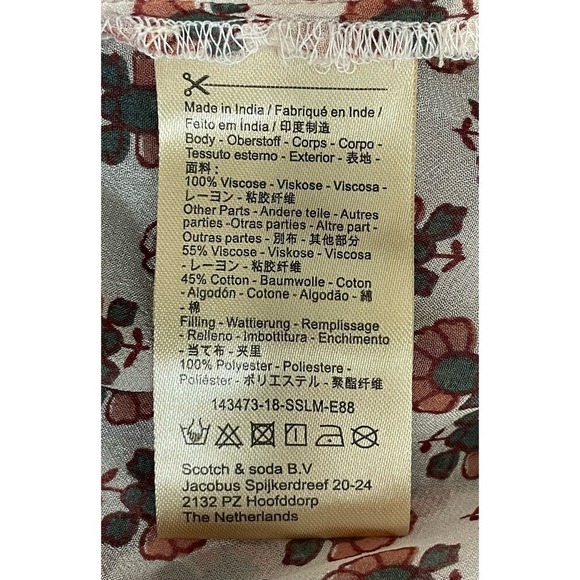 Made in India / Fabriqué en Inde /
Feito em Índia / 印度制造
Body - Oberstoff - Corps - Corpo -
Tessuto esterno - Exterior - 表地 -
面料 :
100% Viscose - Viskose - Viscosa -
レーヨン - 粘胶纤维
Other Parts - Andere teile - Autres
parties -Otras parties - Altre part -
Outras partes - 別布 - 其他部分
55% Viscose - Viskose - Viscosa
- レーヨン - 粘胶纤维
45% Cotton - Baumwolle - Coton
- Algodón - Cotone - Algodão - 綿
- 棉
Filling - Wattierung - Remplissage
- Relleno - Imbottitura - Enchimento
- 当て布 - 夹里
100% Polyester - Poliestere -
Poliéster - ポリエステル - 聚酯纤维
143473-18-SSLM-E88
Scotch & soda B.V
Jacobus Spijkerdreef 20-24
2132 PZ Hoofddorp
The Netherlands